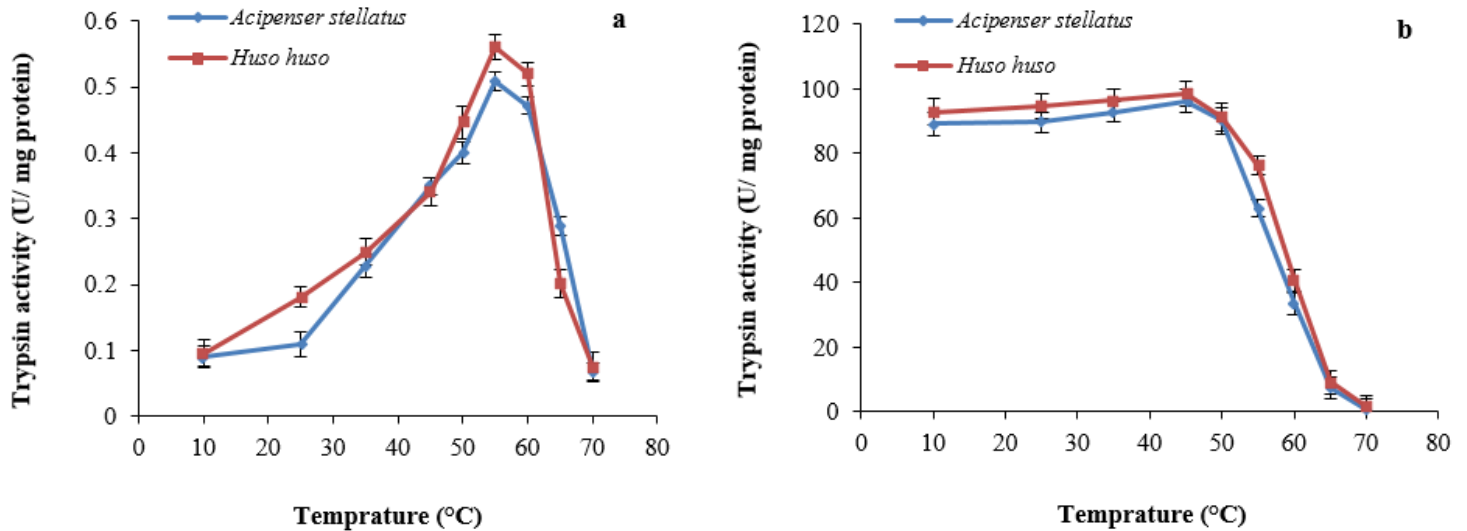 Acipenser stellatus
Huso huso
a
Trypsin activity (U/ mg protein)
0.6
0.5
0.4
0.3
0.2
0.1
0
0 10 20 30 40 50 60 70 80
Temprature (°C)
Acipenser stellatus
Huso huso
b
Trypsin activity (U/ mg protein)
120
100
80
60
40
20
0
0 10 20 30 40 50 60 70 80
Temprature (°C)